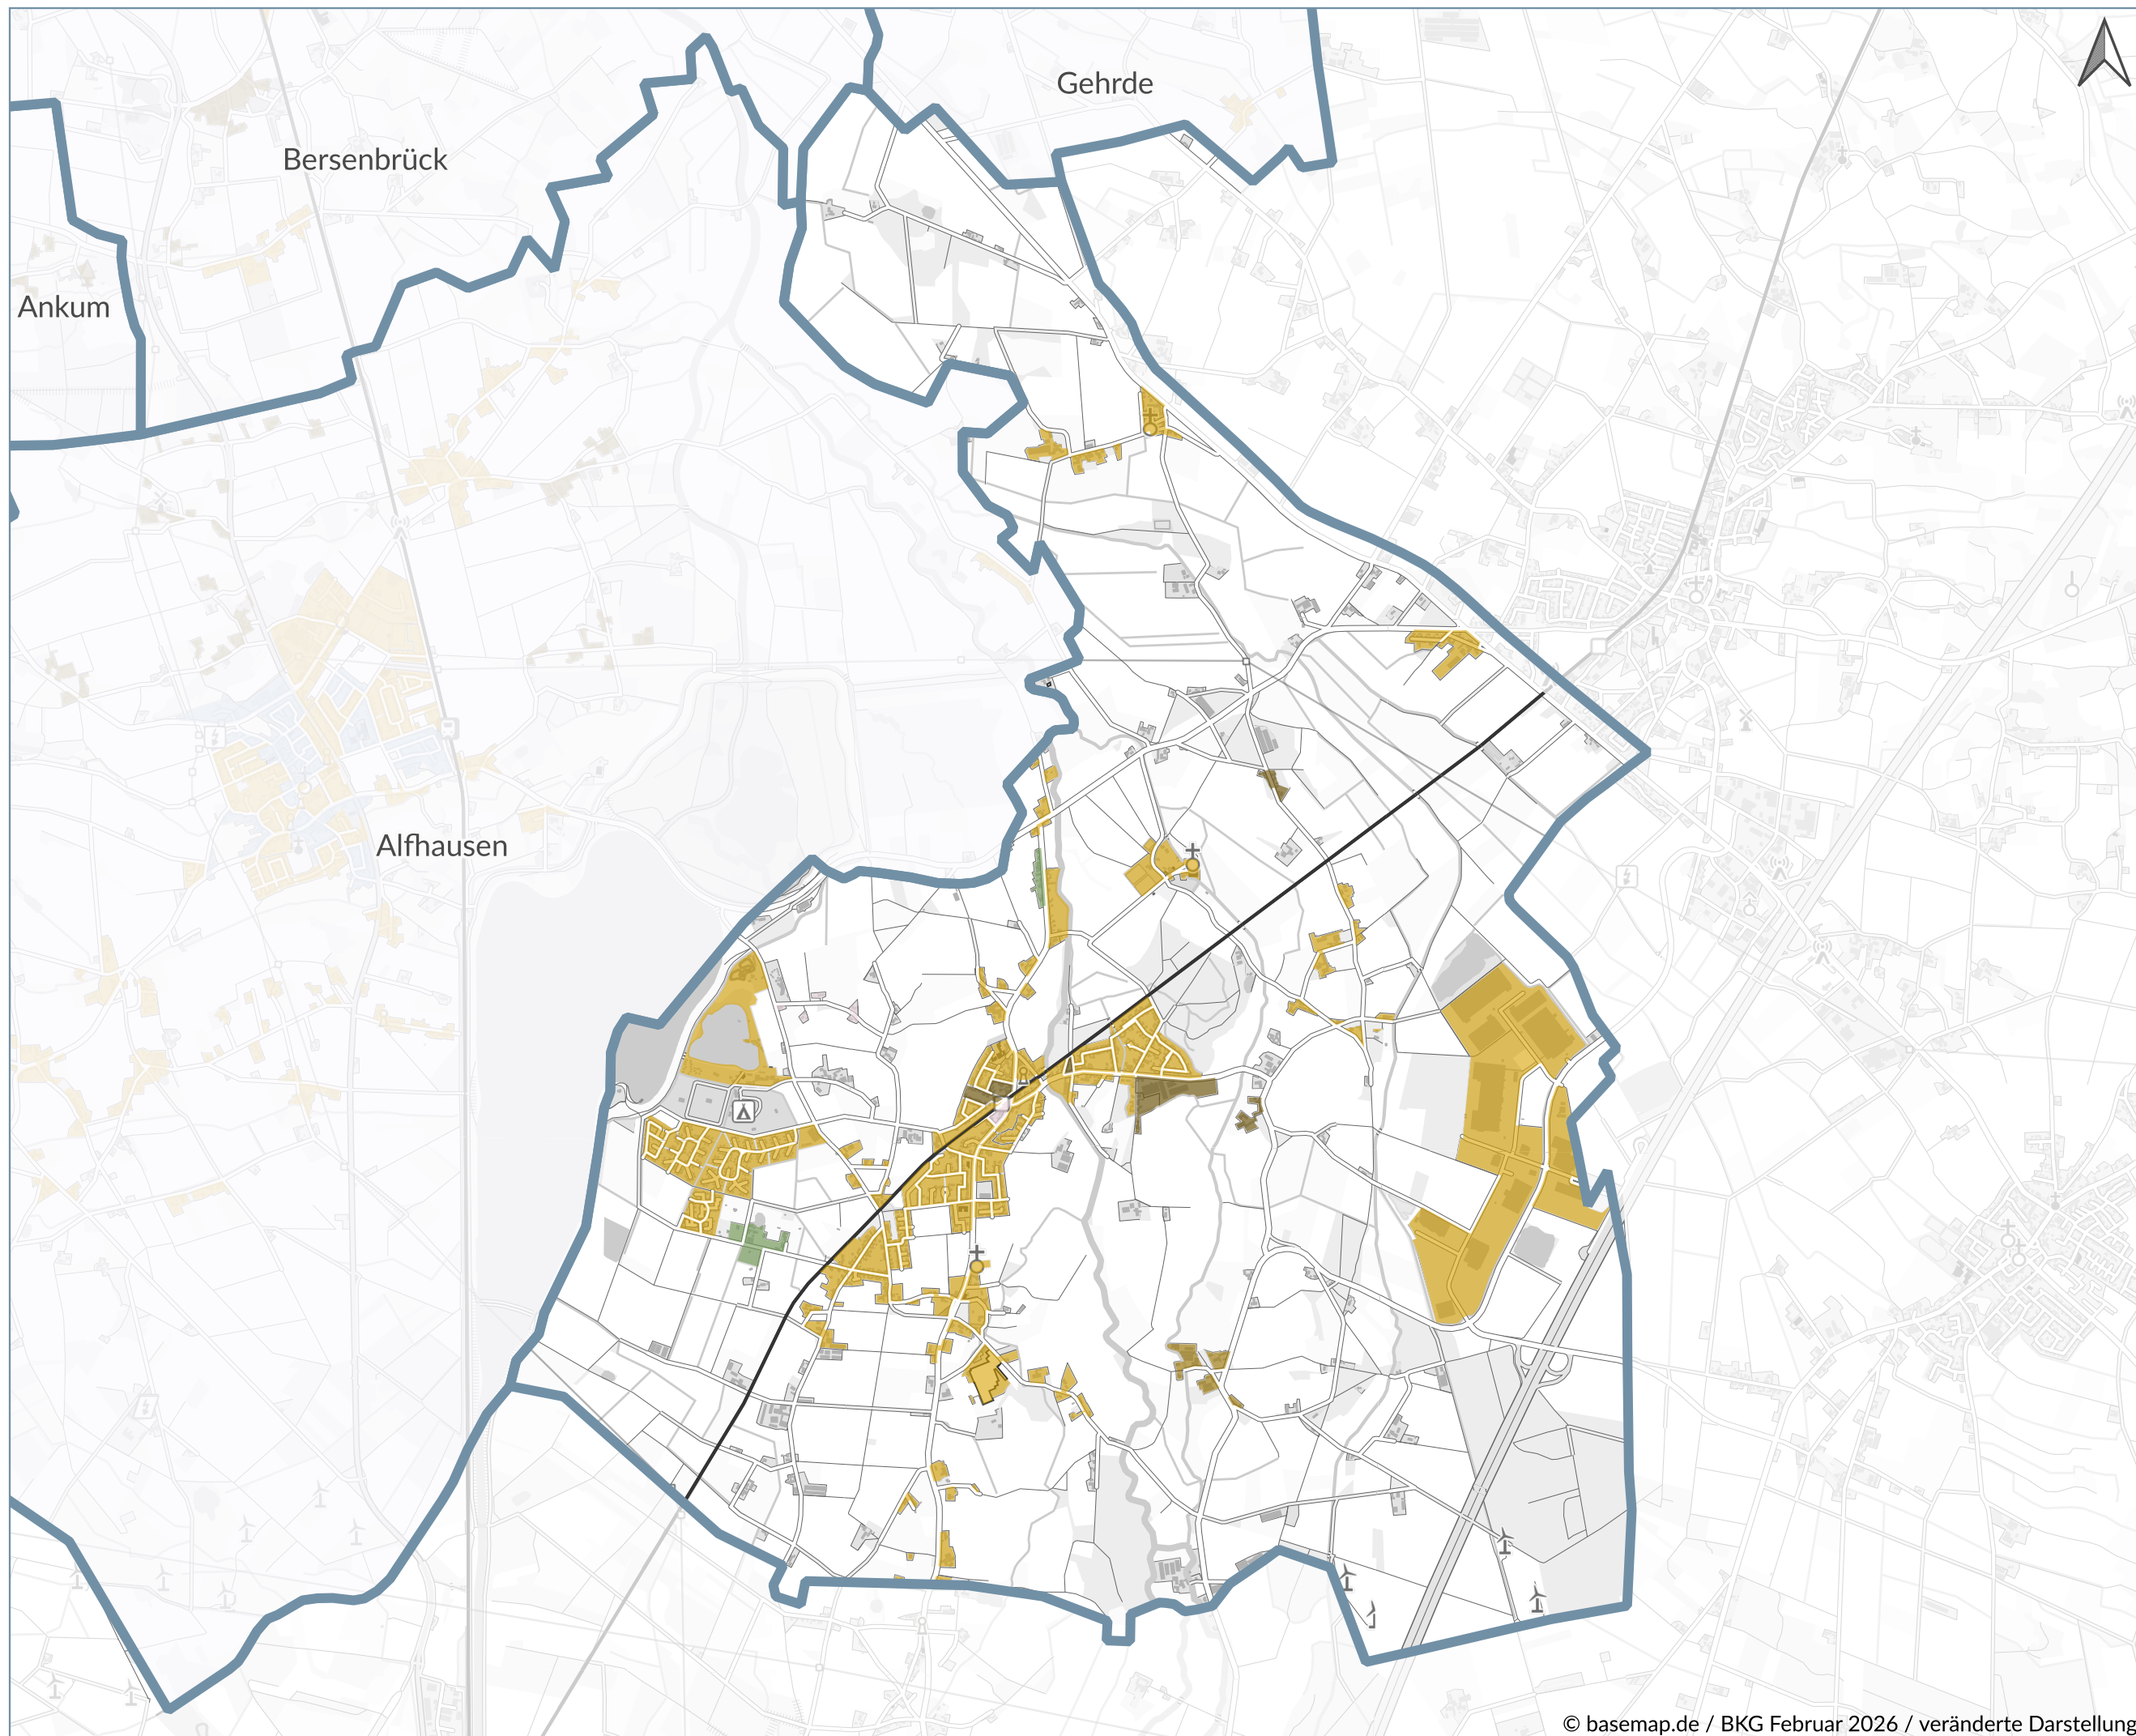 Gehrde
Bersenbrück
Ankum
Alfhausen
© basemap.de / BKG Februar 2026 / veränderte Darstellung